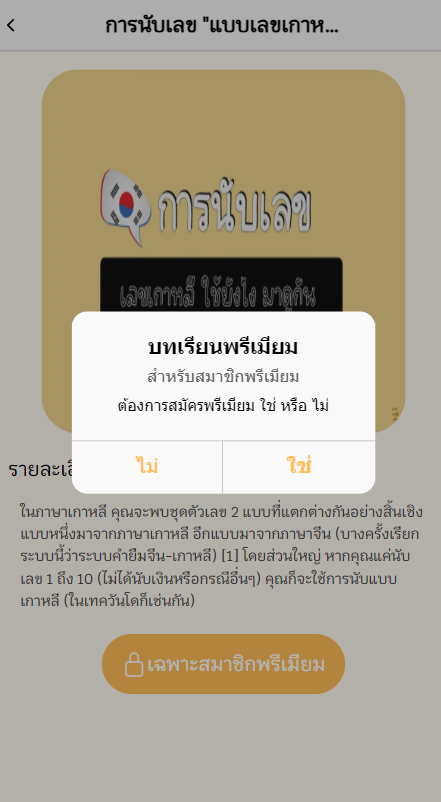 การนับเลข "แบบเลขเกาห...
การนับเลข
เลขเกาหลี ใช้ยังไง มาดูกัน
บทเรียนพรีเมียม
สำหรับสมาชิกพรีเมียม
ต้องการสมัครพรีเมียม ใช่ หรือ ไม่
ไม่
ใช่
ในภาษาเกาหลี คุณจะพบชุดตัวเลข 2 แบบที่แตกต่างกันอย่างสิ้นเชิง
แบบหนึ่งมาจากภาษาเกาหลี อีกแบบมาจากภาษาจีน (บางครั้งเรียก
ระบบนี้ว่าระบบคำยืมจีน-เกาหลี) [1] โดยส่วนใหญ่ หากคุณแค่นับ
เลข 1 ถึง 10 (ไม่ได้นับเงินหรือกรณีอื่นๆ) คุณก็จะใช้การนับแบบ
เกาหลี (ในเทควันโดก็เช่นกัน)
เฉพาะสมาชิกพรีเมียม